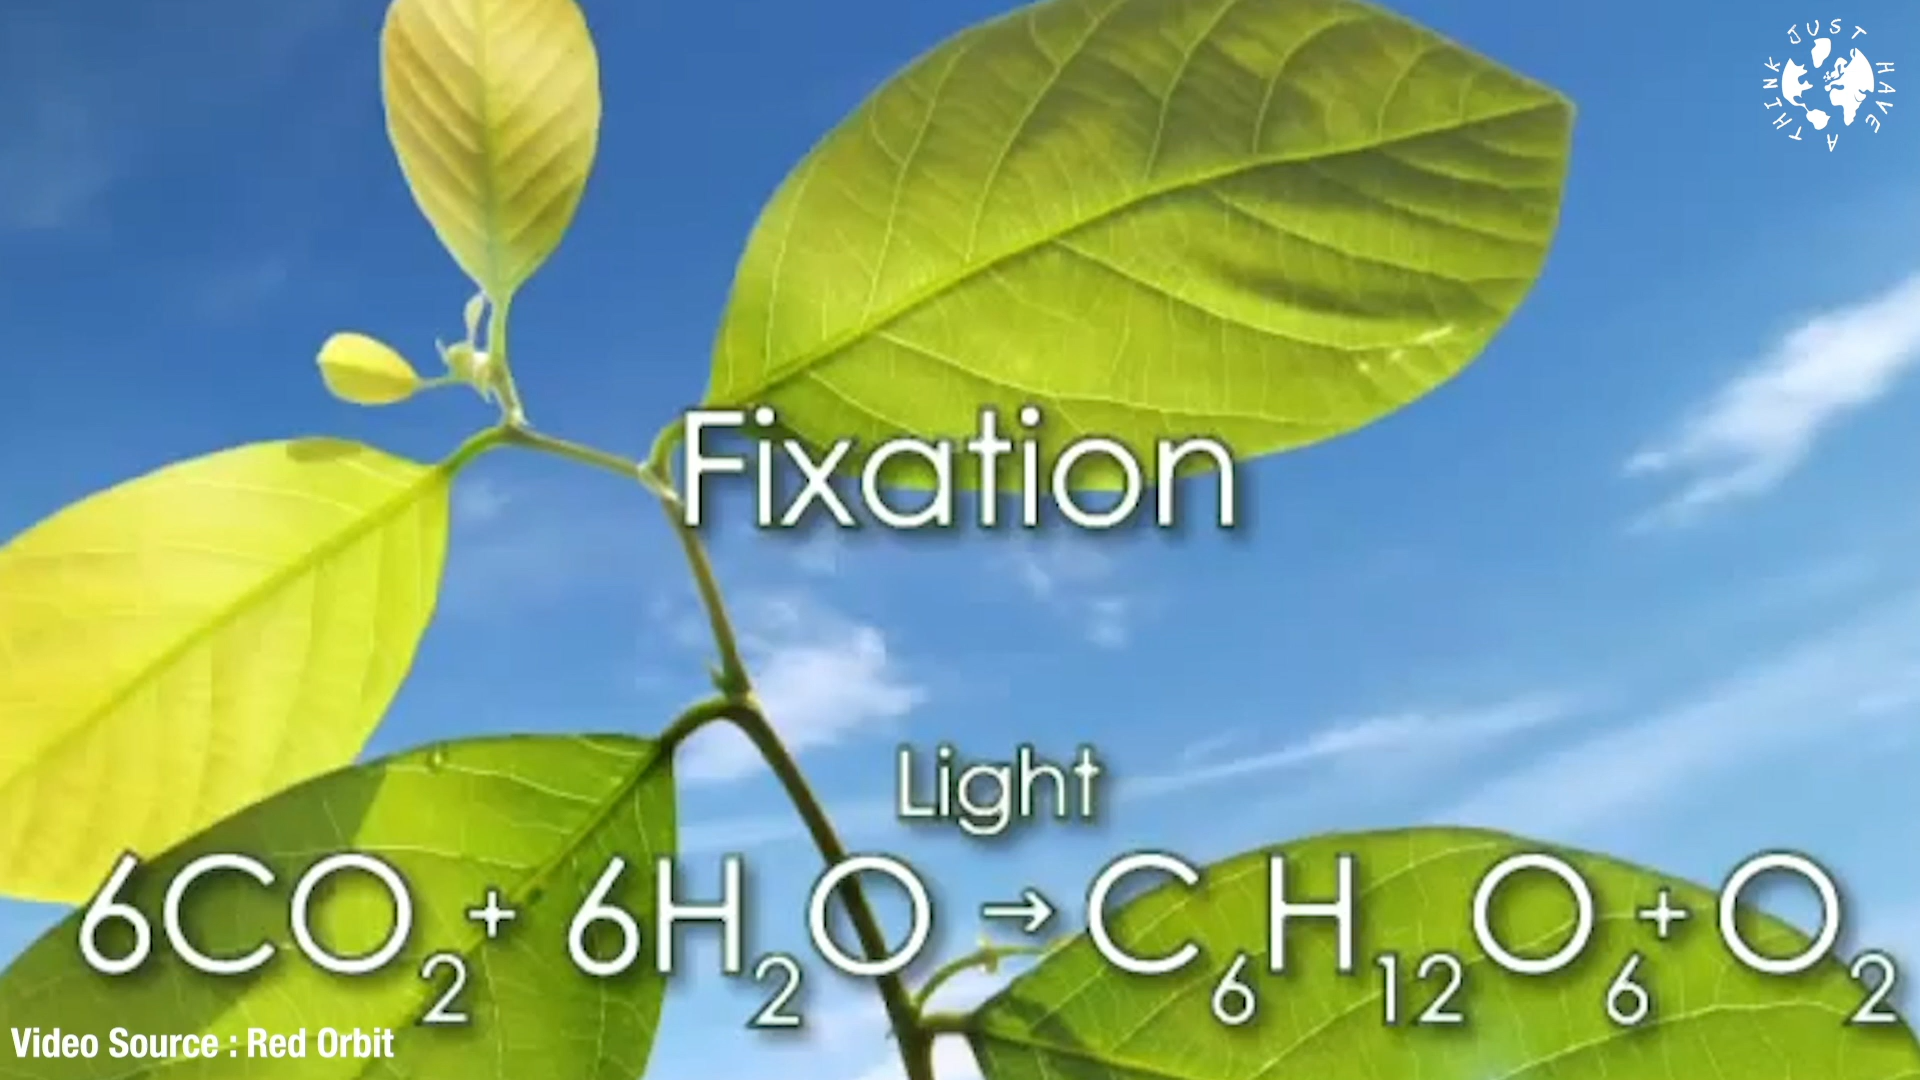 JUST HAVE A THINK
Fixation
Light
6CO₂ + 6H₂O → C₆H₁₂O₆ + O₂
Video Source : Red Orbit